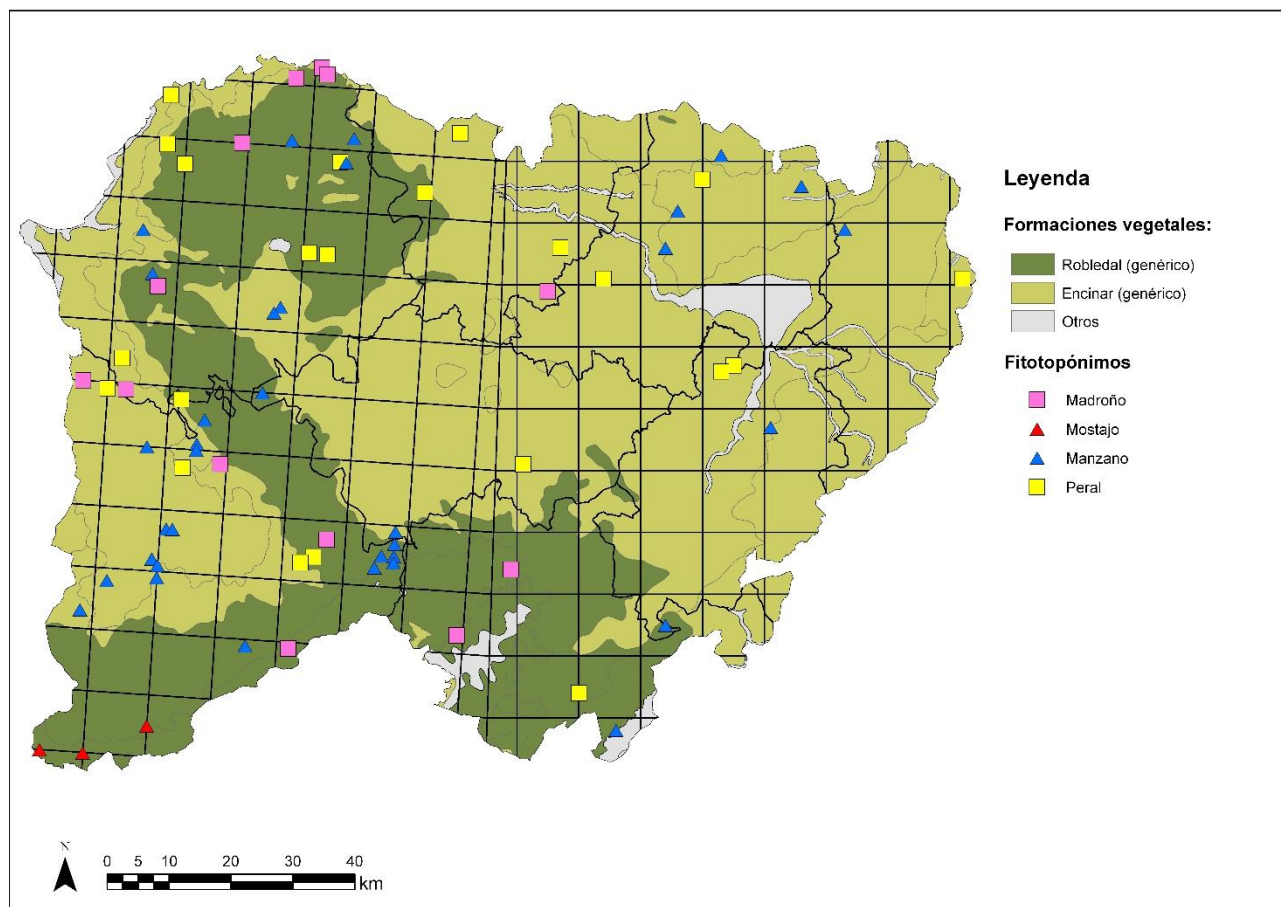 Leyenda
Formaciones vegetales:
Robledal (genérico)
Encinar (genérico)
Otros
Fitotopónimos
Madroño
Mostajo
Manzano
Peral
N
0 5 10 20 30 40
km